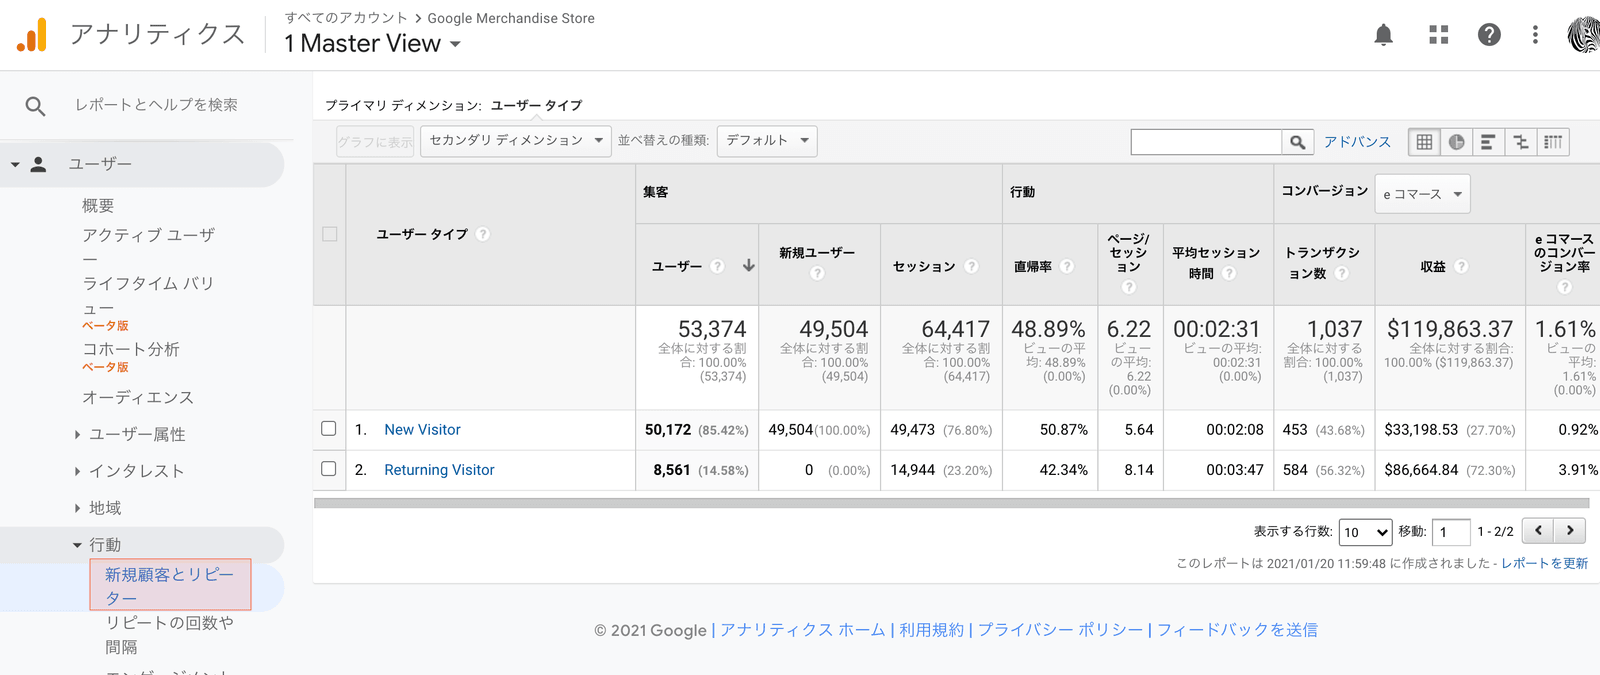 アナリティクス
すべてのアカウント > Google Merchandise Store
1 Master View
レポートとヘルプを検索
ユーザー
概要
アクティブ ユーザ
ー
ライフタイム バリ
ュー
ベータ版
コホート分析
ベータ版
オーディエンス
ユーザー属性
インタレスト
地域
行動
新規顧客とリピー
ター
リピートの回数や
間隔
プライマリ ディメンション: ユーザー タイプ
グラフに表示 セカンダリ ディメンション 並べ替えの種類: デフォルト アドバンス
ユーザー タイプ ?
集客
行動
コンバージョン e コマース
ユーザー ?
新規ユーザー
?
セッション ?
直帰率 ?
ページ/
セッシ
ョン
?
平均セッション
時間 ?
トランザクシ
ョン数 ?
収益 ?
e コマース
のコンバー
ジョン率
?
53,374
全体に対する割
合: 100.00%
(53,374)
49,504
全体に対する割
合: 100.00%
(49,504)
64,417
全体に対する割
合: 100.00%
(64,417)
48.89%
ビューの平
均: 48.89%
(0.00%)
6.22
ビュー
の平均:
6.22
(0.00%)
00:02:31
ビューの平均:
00:02:31
(0.00%)
1,037
全体に対する
割合: 100.00%
(1,037)
$119,863.37
全体に対する割合:
100.00% ($119,863.37)
1.61%
ビューの
平均:
1.61%
(0.00%)
1. New Visitor 50,172 (85.42%) 49,504(100.00%) 49,473 (76.80%) 50.87% 5.64 00:02:08 453 (43.68%) $33,198.53 (27.70%) 0.92%
2. Returning Visitor 8,561 (14.58%) 0 (0.00%) 14,944 (23.20%) 42.34% 8.14 00:03:47 584 (56.32%) $86,664.84 (72.30%) 3.91%
表示する行数: 10 移動: 1 1 - 2/2
このレポートは 2021/01/20 11:59:48 に作成されました - レポートを更新
© 2021 Google | アナリティクス ホーム | 利用規約 | プライバシー ポリシー | フィードバックを送信